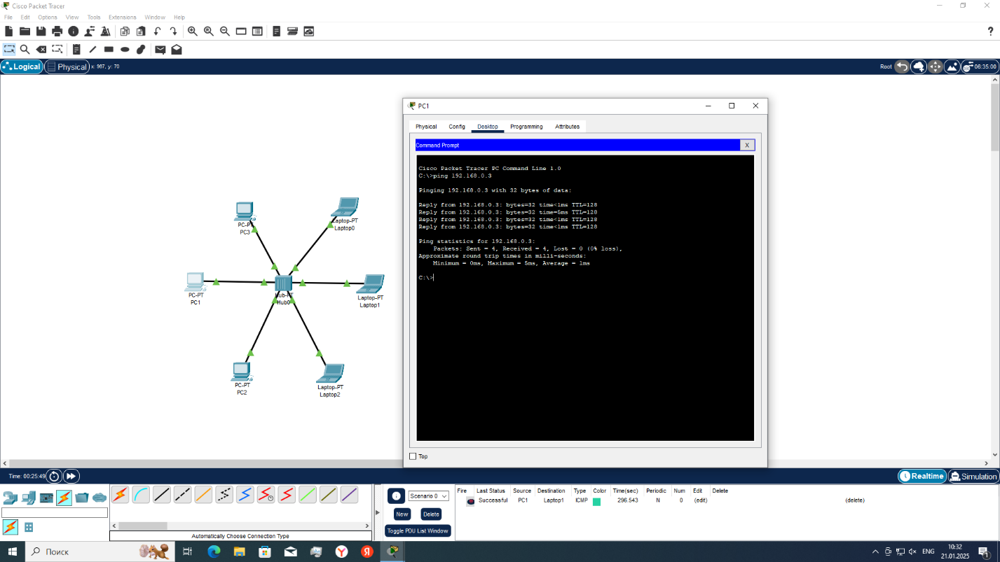 Cisco Packet Tracer
File Edit Options View Tools Extensions Window Help
?
Logical Physical x: 967, y: 70 Root 06:35:00
PC1
Physical Config Desktop Programming Attributes
Command Prompt X
Cisco Packet Tracer PC Command Line 1.0
C:\>ping 192.168.0.3
Pinging 192.168.0.3 with 32 bytes of data:
Reply from 192.168.0.3: bytes=32 time<1ms TTL=128
Reply from 192.168.0.3: bytes=32 time=5ms TTL=128
Reply from 192.168.0.3: bytes=32 time<1ms TTL=128
Reply from 192.168.0.3: bytes=32 time<1ms TTL=128
Ping statistics for 192.168.0.3:
Packets: Sent = 4, Received = 4, Lost = 0 (0% loss),
Approximate round trip times in milli-seconds:
Minimum = 0ms, Maximum = 5ms, Average = 1ms
C:\>
Top
PC-PT
PC3
Laptop-PT
Laptop0
PC-PT
PC1
Hub-PT
Hub0
Laptop-PT
Laptop1
PC-PT
PC2
Laptop-PT
Laptop2
Time: 00:25:49 Realtime Simulation
Automatically Choose Connection Type
Scenario 0
New Delete
Toggle PDU List Window
Fire Last Status Source Destination Type Color Time(sec) Periodic Num Edit Delete
Successful PC1 Laptop1 ICMP 296.543 N 0 (edit) (delete)
Поиск
Y
Я
ENG
10:32
21.01.2025
1